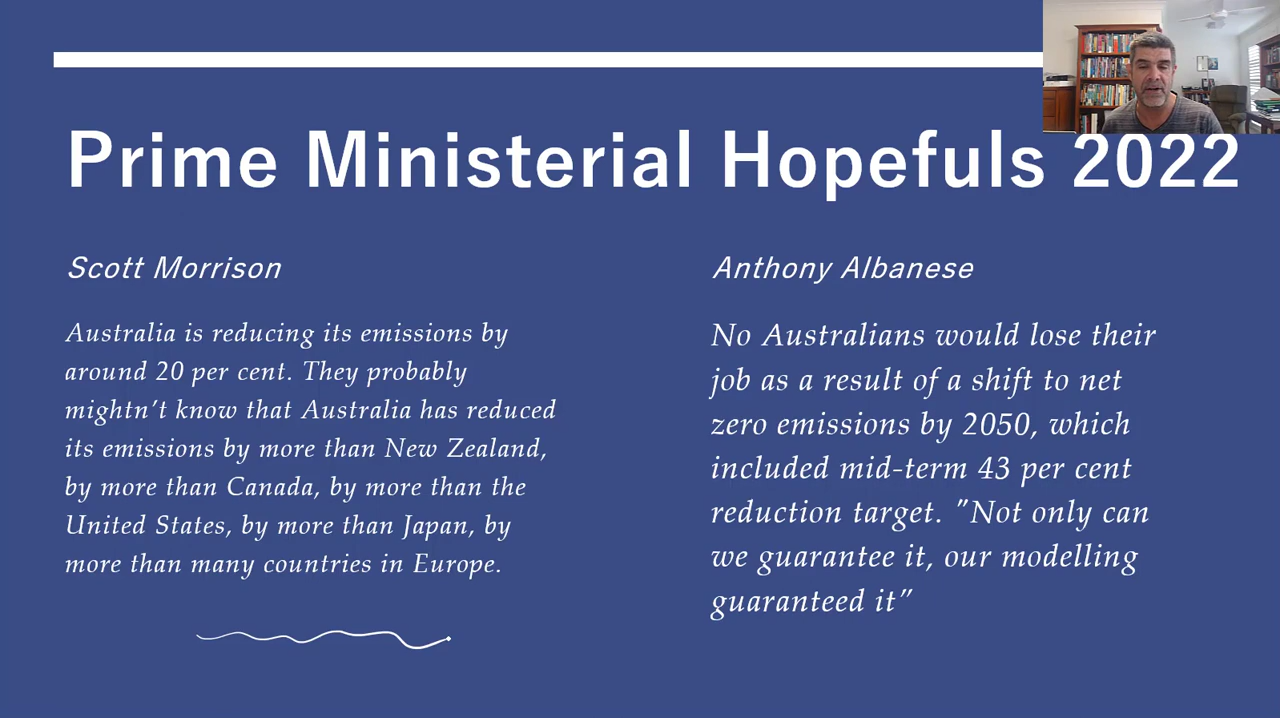 Prime Ministerial Hopefuls 2022
Scott Morrison
Australia is reducing its emissions by
around 20 per cent. They probably
mightn't know that Australia has reduced
its emissions by more than New Zealand,
by more than Canada, by more than the
United States, by more than Japan, by
more than many countries in Europe.
Anthony Albanese
No Australians would lose their
job as a result of a shift to net
zero emissions by 2050, which
included mid-term 43 per cent
reduction target. "Not only can
we guarantee it, our modelling
guaranteed it"